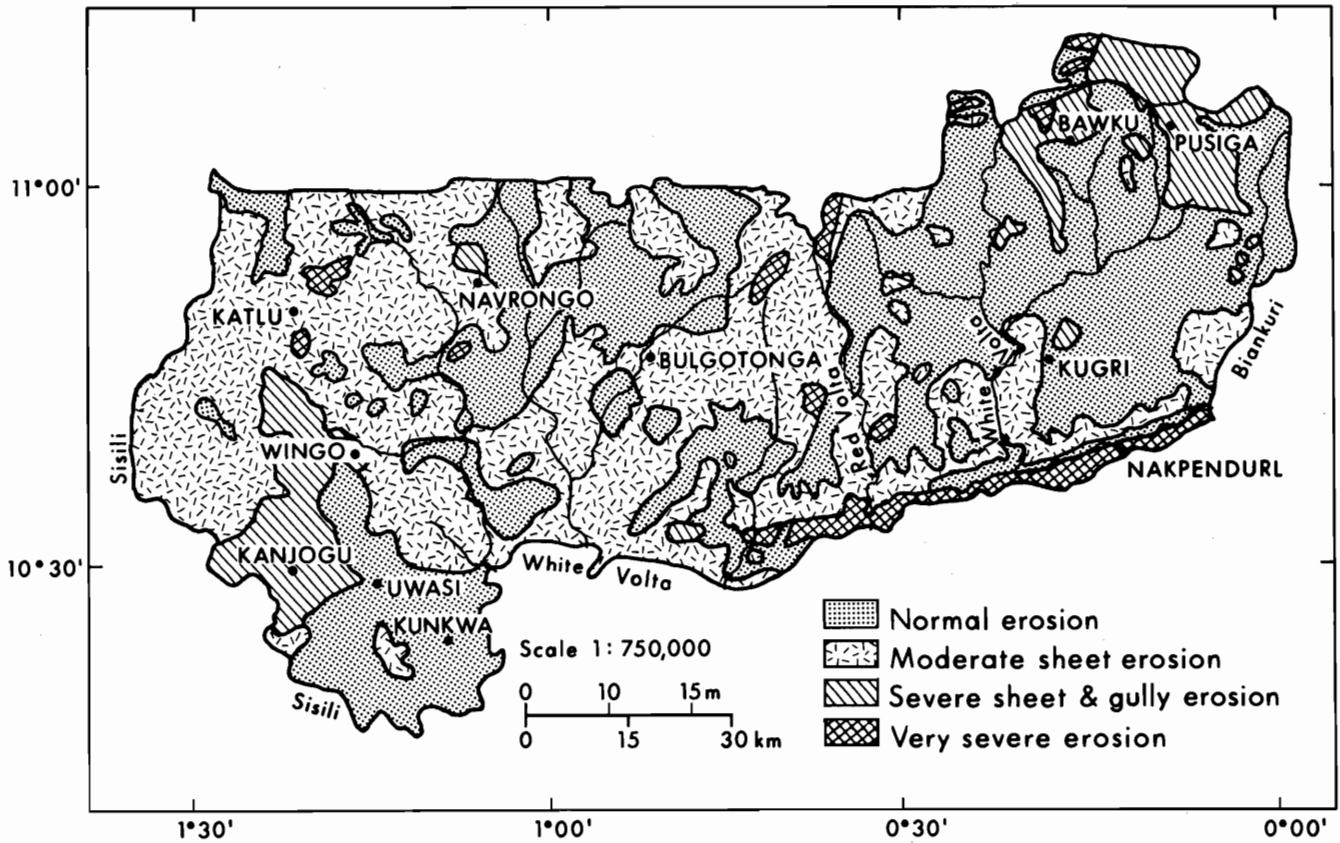 BAWKU
PUSIGA
11°00'
NAVRONGO
KATLU
Volta
BULGOTONGA
KUGRI
Biankuri
Red Volta
White
Sisili
WINGO
NAKPENDURL
10°30'
KANJOGU
White Volta
UWASI
KUNKWA
Sisili
Scale 1:750,000
0 10 15 m
0 15 30 km
Normal erosion
Moderate sheet erosion
Severe sheet & gully erosion
Very severe erosion
1°30' 1°00' 0°30' 0°00'